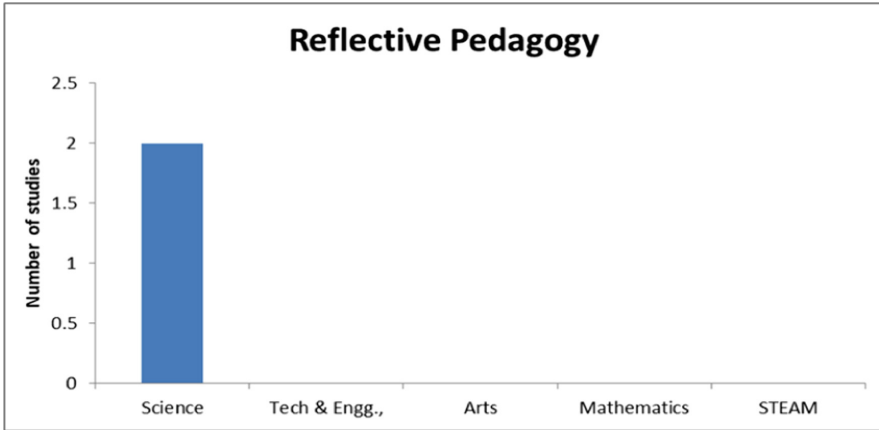 Reflective Pedagogy
Number of studies
2.5
2
1.5
1
0.5
0
Science Tech & Engg., Arts Mathematics STEAM